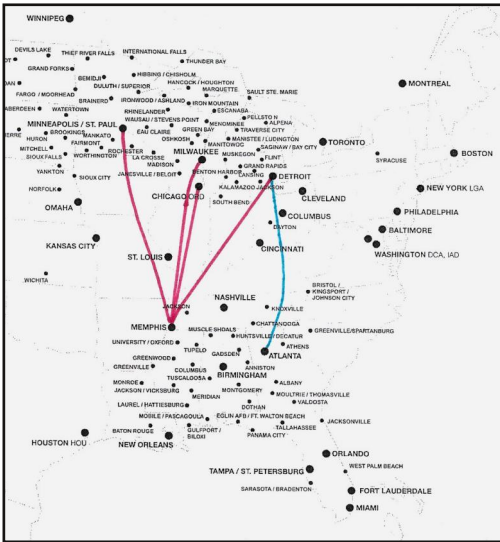 WINNIPEG
DEVILS LAKE
THIEF RIVER FALLS
INTERNATIONAL FALLS
THUNDER BAY
OT
GRAND FORKS
BEMIDJI
HIBBING / CHISHOLM
HANCOCK / HOUGHTON
DAN
DULUTH / SUPERIOR
MARQUETTE
FARGO / MOORHEAD
BRAINERD
IRONWOOD / ASHLAND
SAULT STE. MARIE
MONTREAL
ABERDEEN
WATERTOWN
RHINELANDER
IRON MOUNTAIN
ESCANABA
WAUSAU / STEVENS POINT
MENOMINEE
PELLSTON
ALPENA
MINNEAPOLIS / ST. PAUL
EAU CLAIRE
GREEN BAY
TRAVERSE CITY
ERRE
BROOKINGS
MANKATO
OSHKOSH
MANISTEE / LUDINGTON
HURON
FAIRMONT
ROCHESTER
MANITOWOC
SAGINAW / BAY CITY
TORONTO
MITCHELL
LA CROSSE
MILWAUKEE
MUSKEGON
FLINT
BOSTON
SIOUX FALLS
WORTHINGTON
MADISON
GRAND RAPIDS
SYRACUSE
YANKTON
JANESVILLE / BELOIT
BENTON HARBOR
LANSING
DETROIT
SIOUX CITY
KALAMAZOO
JACKSON
NORFOLK
CHICAGO ORD
CLEVELAND
NEW YORK LGA
OMAHA
SOUTH BEND
COLUMBUS
PHILADELPHIA
DAYTON
BALTIMORE
KANSAS CITY
CINCINNATI
WASHINGTON DCA, IAD
ST. LOUIS
WICHITA
BRISTOL /
KINGSPORT /
JOHNSON CITY
NASHVILLE
JACKSON
KNOXVILLE
MEMPHIS
CHATTANOOGA
MUSCLE SHOALS
HUNTSVILLE/DECATUR
GREENVILLE/SPARTANBURG
UNIVERSITY / OXFORD
TUPELO
ATHENS
GADSDEN
ATLANTA
GREENWOOD
ANNISTON
GREENVILLE
COLUMBUS
BIRMINGHAM
TUSCALOOSA
MONROE
ALBANY
JACKSON / VICKSBURG
MONTGOMERY
MERIDIAN
MOULTRIE / THOMASVILLE
LAUREL / HATTIESBURG
DOTHAN
VALDOSTA
MOBILE / PASCAGOULA
EGLIN AFB / FT. WALTON BEACH
BATON ROUGE
GULFPORT /
BILOXI
TALLAHASSEE
JACKSONVILLE
HOUSTON HOU
NEW ORLEANS
PANAMA CITY
ORLANDO
TAMPA / ST. PETERSBURG
WEST PALM BEACH
SARASOTA / BRADENTON
FORT LAUDERDALE
MIAMI